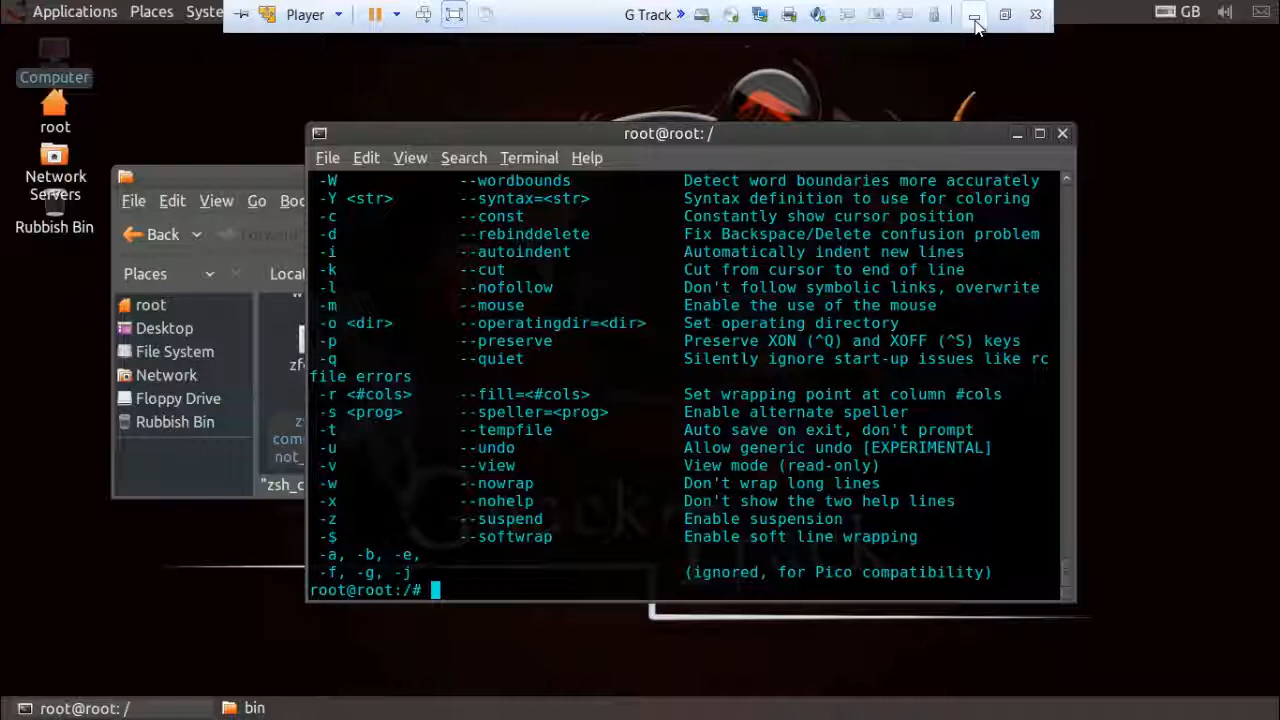 Applications Places Syste
Player
G Track
GB
Computer
root
Network
Servers
Rubbish Bin
File Edit View Go Boo
Back
Forward
Places
Locat
root
Desktop
File System
Network
Floppy Drive
Rubbish Bin
zs
com
not_
"zsh_c
root@root: /
File Edit View Search Terminal Help
-W --wordbounds Detect word boundaries more accurately
-Y <str> --syntax=<str> Syntax definition to use for coloring
-c --const Constantly show cursor position
-d --rebinddelete Fix Backspace/Delete confusion problem
-i --autoindent Automatically indent new lines
-k --cut Cut from cursor to end of line
-l --nofollow Don't follow symbolic links, overwrite
-m --mouse Enable the use of the mouse
-o <dir> --operatingdir=<dir> Set operating directory
-p --preserve Preserve XON (^Q) and XOFF (^S) keys
-q --quiet Silently ignore start-up issues like rc
file errors
-r <#cols> --fill=<#cols> Set wrapping point at column #cols
-s <prog> --speller=<prog> Enable alternate speller
-t --tempfile Auto save on exit, don't prompt
-u --undo Allow generic undo [EXPERIMENTAL]
-v --view View mode (read-only)
-w --nowrap Don't wrap long lines
-x --nohelp Don't show the two help lines
-z --suspend Enable suspension
-$ --softwrap Enable soft line wrapping
-a, -b, -e,
-f, -g, -j (ignored, for Pico compatibility)
root@root:/#
root@root: /
bin